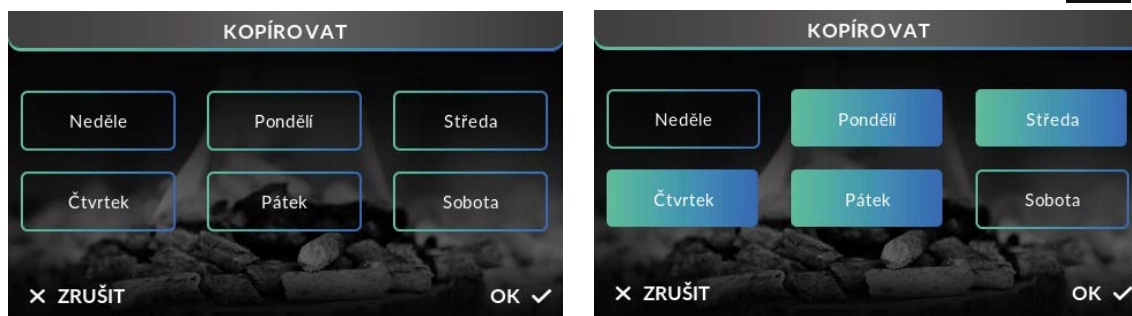 KOPÍROVAT
Neděle Pondělí Středa
Čtvrtek Pátek Sobota
ZRUŠIT OK
KOPÍROVAT
Neděle Pondělí Středa
Čtvrtek Pátek Sobota
ZRUŠIT OK